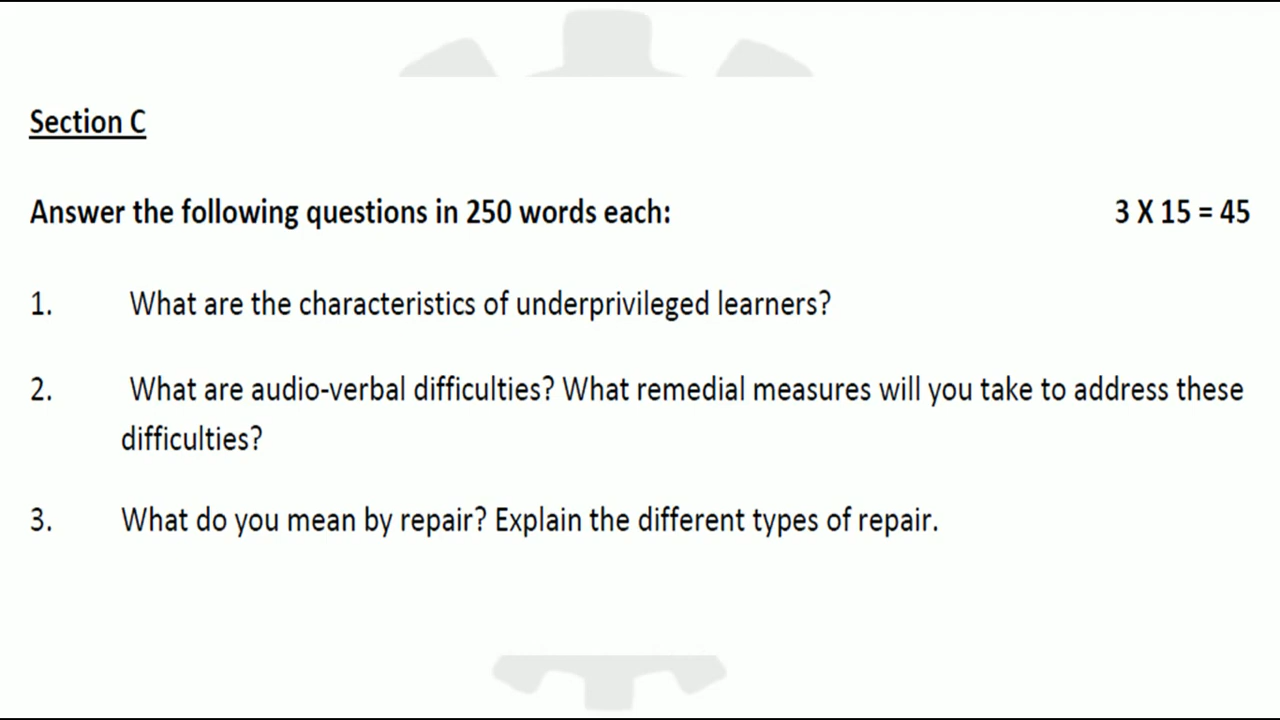 Section C
Answer the following questions in 250 words each: 3 X 15 = 45
1. What are the characteristics of underprivileged learners?
2. What are audio-verbal difficulties? What remedial measures will you take to address these
difficulties?
3. What do you mean by repair? Explain the different types of repair.